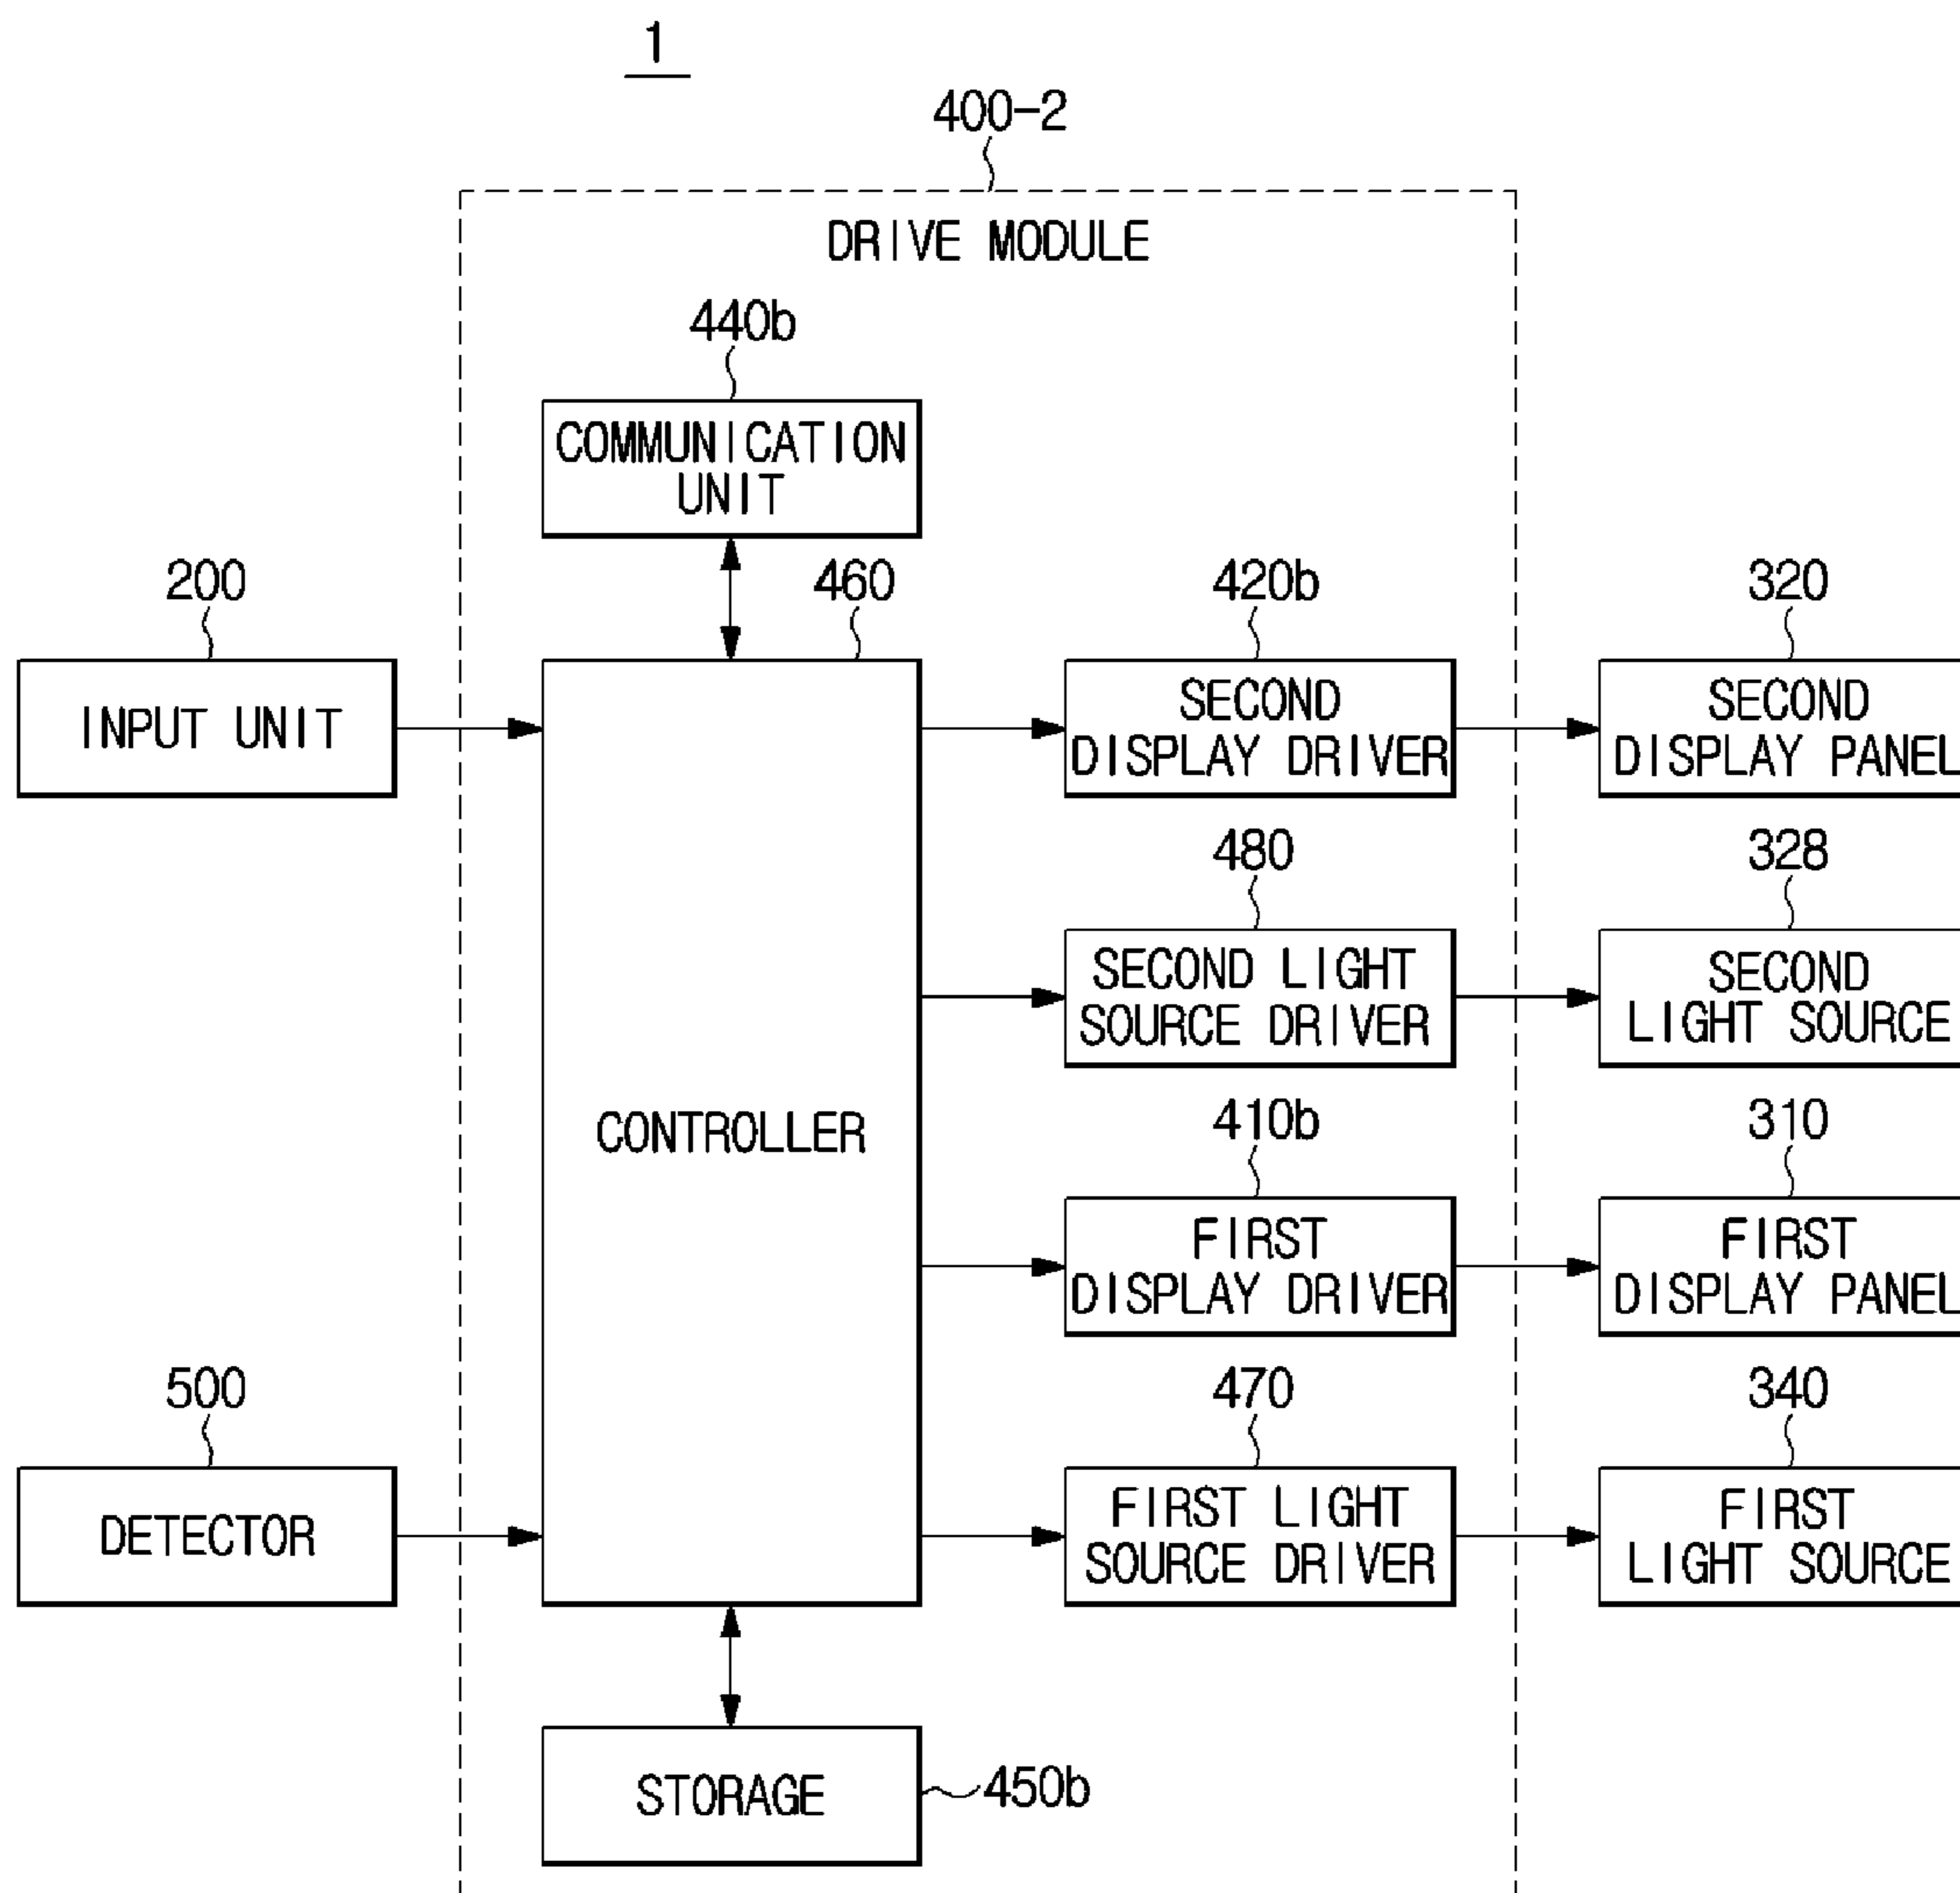 1
400-2
DRIVE MODULE
440b
COMMUNICATION
UNIT
200
460
420b
320
INPUT UNIT
SECOND
DISPLAY DRIVER
SECOND
DISPLAY PANEL
480
328
SECOND LIGHT
SOURCE DRIVER
SECOND
LIGHT SOURCE
CONTROLLER
410b
310
FIRST
DISPLAY DRIVER
FIRST
DISPLAY PANEL
500
470
340
DETECTOR
FIRST LIGHT
SOURCE DRIVER
FIRST
LIGHT SOURCE
STORAGE
450b